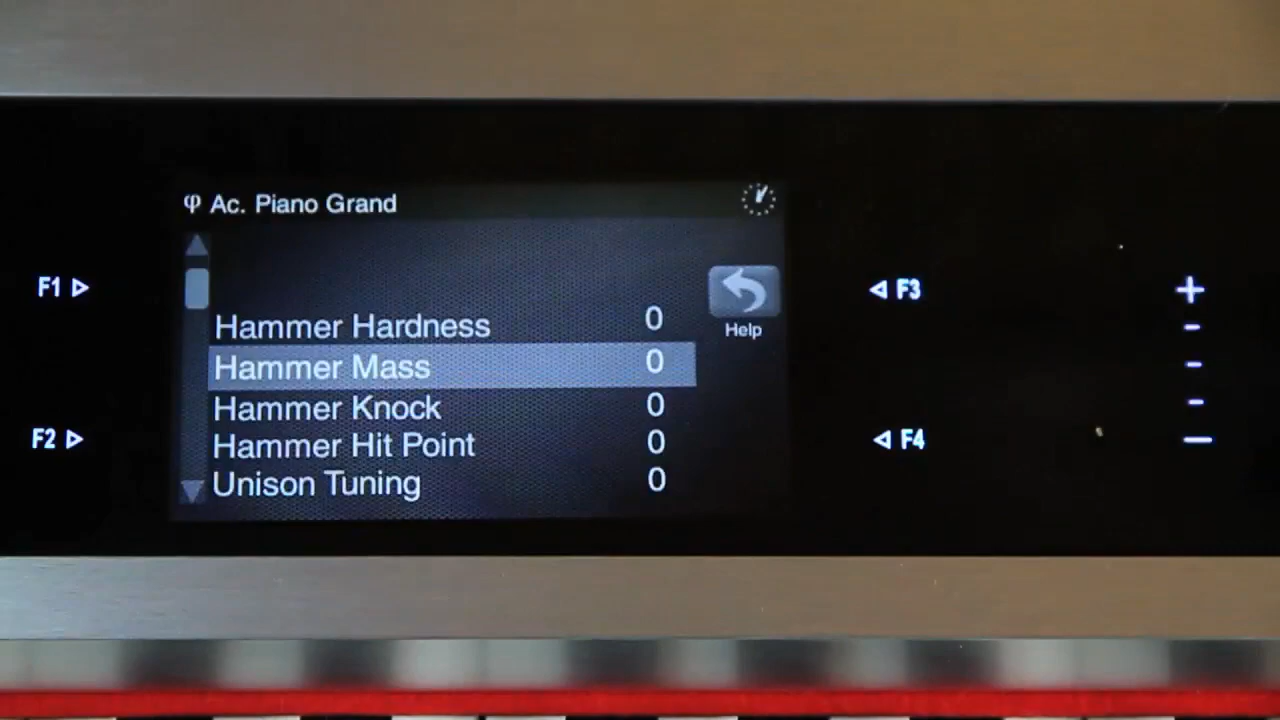 φ Ac. Piano Grand
F1 ▷
◁ F3
+
Help
Hammer Hardness 0
Hammer Mass 0
Hammer Knock 0
Hammer Hit Point 0
Unison Tuning 0
F2 ▷
◁ F4
−